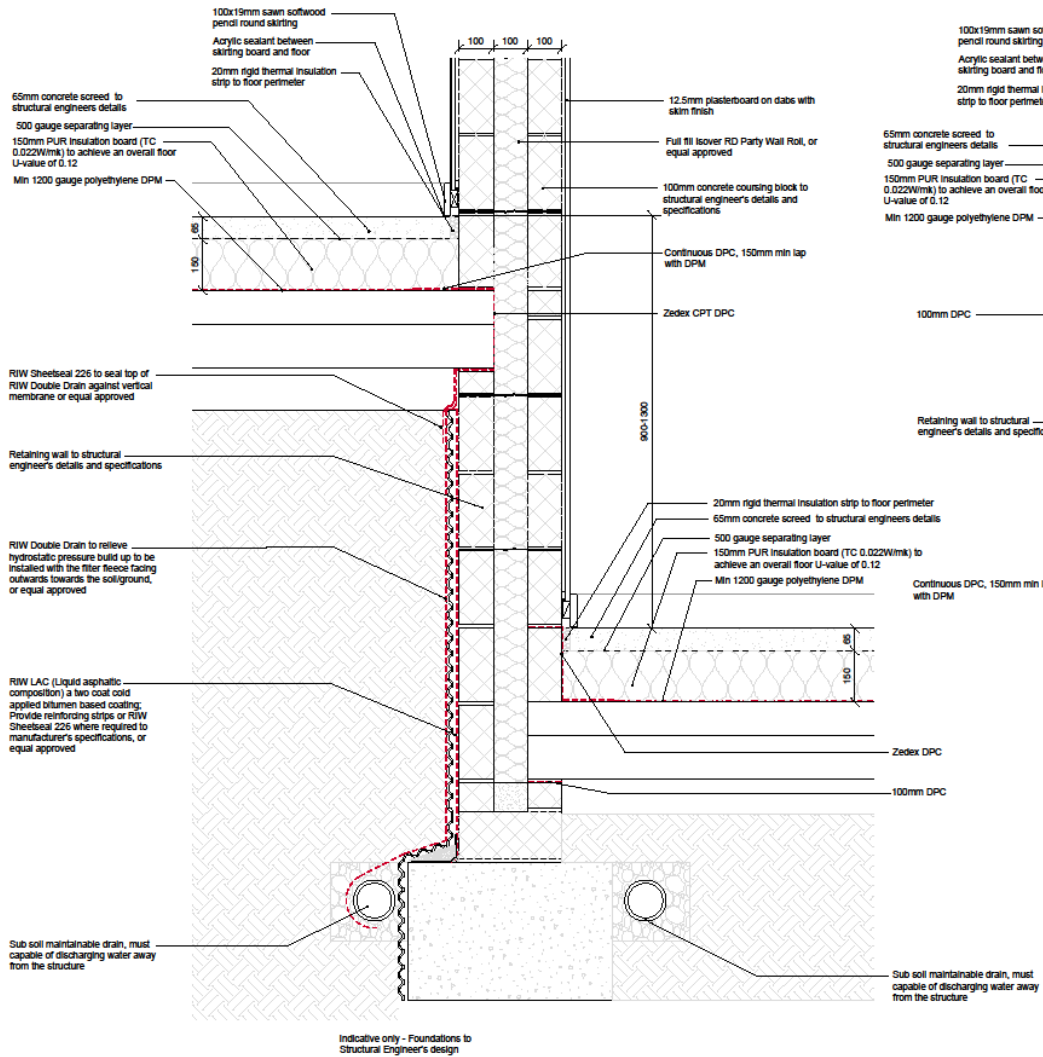 100x19mm sawn softwood
pencil round skirting
Acrylic sealant between
skirting board and floor
20mm rigid thermal insulation
strip to floor perimeter
65mm concrete screed to
structural engineers details
500 gauge separating layer
150mm PUR insulation board (TC
0.022W/mk) to achieve an overall floor
U-value of 0.12
Min 1200 gauge polyethylene DPM
65
150
RIW Sheetseal 226 to seal top of
RIW Double Drain against vertical
membrane or equal approved
Retaining wall to structural
engineer's details and specifications
RIW Double Drain to relieve
hydrostatic pressure build up to be
installed with the filter fleece facing
outwards towards the soil/ground,
or equal approved
RIW LAC (Liquid asphaltic
composition) a two coat cold
applied bitumen based coating;
Provide reinforcing strips or RIW
Sheetseal 226 where required to
manufacturer's specifications, or
equal approved
Sub soil maintainable drain, must
capable of discharging water away
from the structure
Indicative only - Foundations to
Structural Engineer's design
100 100 100
12.5mm plasterboard on dabs with
skim finish
Full fill Isover RD Party Wall Roll, or
equal approved
100mm concrete coursing block to
structural engineer's details and
specifications
Continuous DPC, 150mm min lap
with DPM
Zedex CPT DPC
900-1300
20mm rigid thermal insulation strip to floor perimeter
65mm concrete screed to structural engineers details
500 gauge separating layer
150mm PUR insulation board (TC 0.022W/mk) to
achieve an overall floor U-value of 0.12
Min 1200 gauge polyethylene DPM
65
150
Zedex DPC
100mm DPC
Sub soil maintainable drain, must
capable of discharging water away
from the structure
100x19mm sawn
pencil round skirting
Acrylic sealant
skirting board and
20mm rigid thermal
strip to floor
65mm concrete screed to
structural engineers details
500 gauge separating layer
150mm PUR insulation board (TC
0.022W/mk) to achieve an overall
U-value of 0.12
Min 1200 gauge polyethylene DPM
100mm DPC
Retaining wall to structural
engineer's details and
Continuous DPC, 150mm min
with DPM